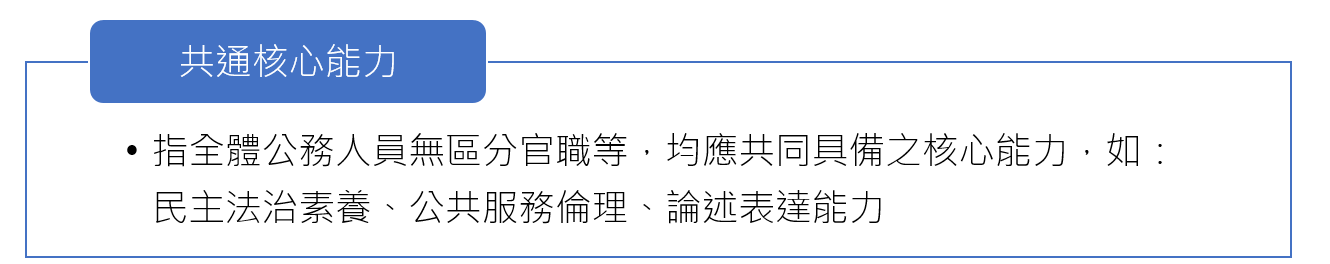 共通核心能力
• 指全體公務人員無區分官職等，均應共同具備之核心能力，如：
民主法治素養、公共服務倫理、論述表達能力